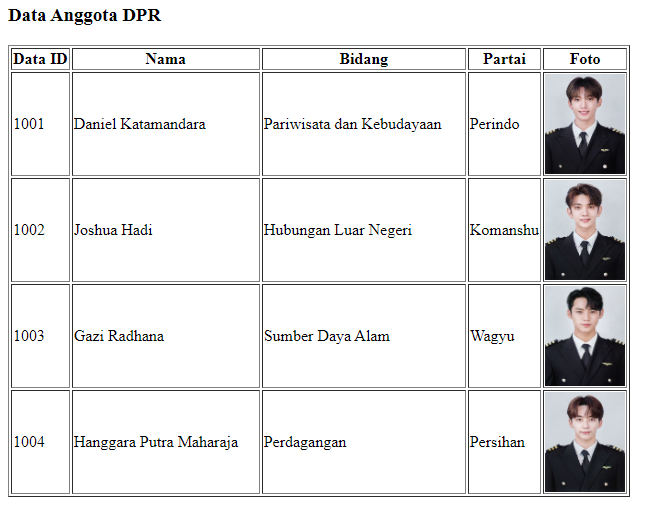 Data Anggota DPR
Data ID Nama Bidang Partai Foto
1001 Daniel Katamandara Pariwisata dan Kebudayaan Perindo
1002 Joshua Hadi Hubungan Luar Negeri Komanshu
1003 Gazi Radhana Sumber Daya Alam Wagyu
1004 Hanggara Putra Maharaja Perdagangan Persihan